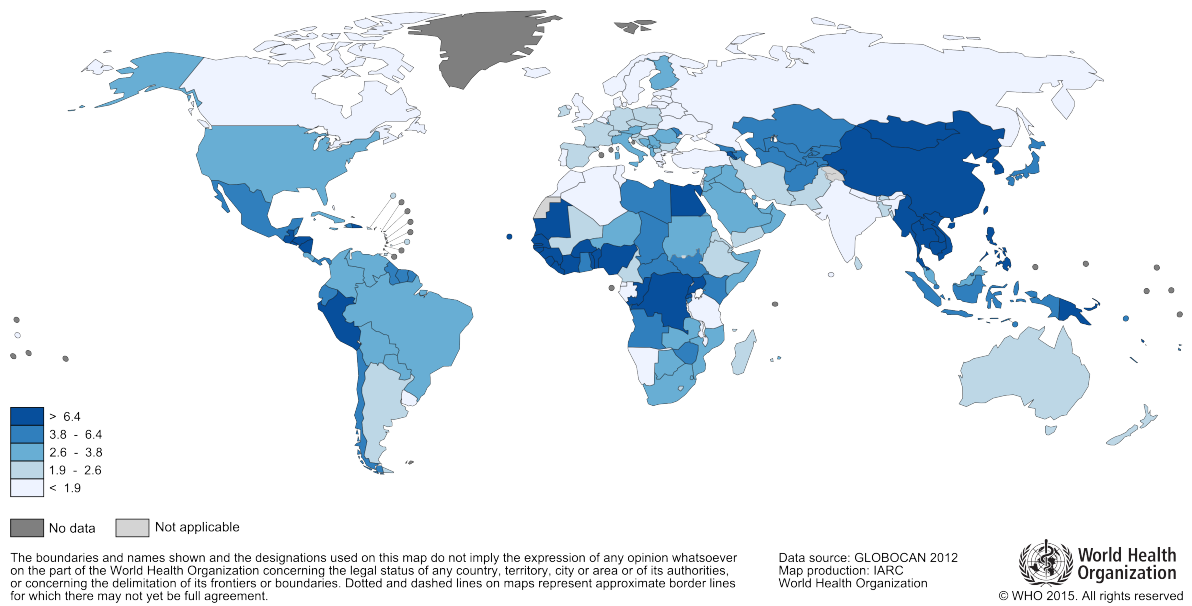 > 6.4
3.8 - 6.4
2.6 - 3.8
1.9 - 2.6
< 1.9
No data
Not applicable
The boundaries and names shown and the designations used on this map do not imply the expression of any opinion whatsoever
on the part of the World Health Organization concerning the legal status of any country, territory, city or area or of its authorities,
or concerning the delimitation of its frontiers or boundaries. Dotted and dashed lines on maps represent approximate border lines
for which there may not yet be full agreement.
Data source: GLOBOCAN 2012
Map production: IARC
World Health Organization
World Health
Organization
© WHO 2015. All rights reserved